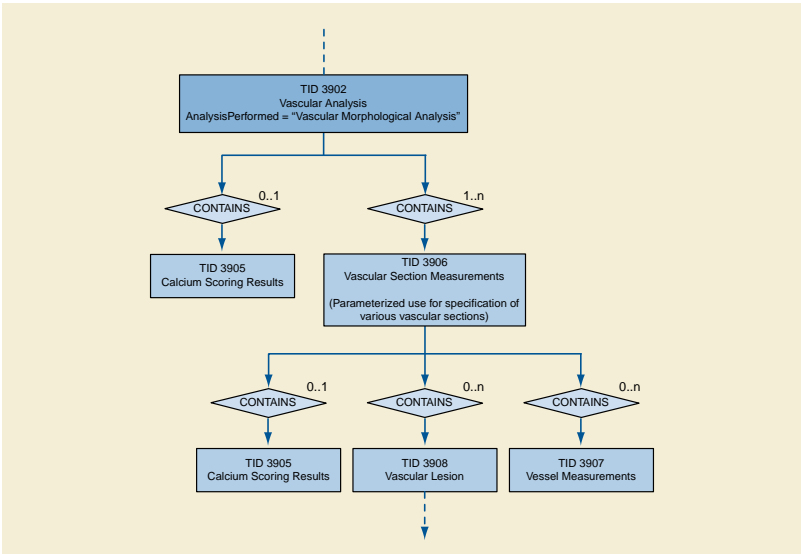 TID 3902
Vascular Analysis
AnalysisPerformed = “Vascular Morphological Analysis”
0..1
1..n
CONTAINS
CONTAINS
TID 3905
Calcium Scoring Results
TID 3906
Vascular Section Measurements
(Parameterized use for specification of
various vascular sections)
0..1
0..n
0..n
CONTAINS
CONTAINS
CONTAINS
TID 3905
Calcium Scoring Results
TID 3908
Vascular Lesion
TID 3907
Vessel Measurements